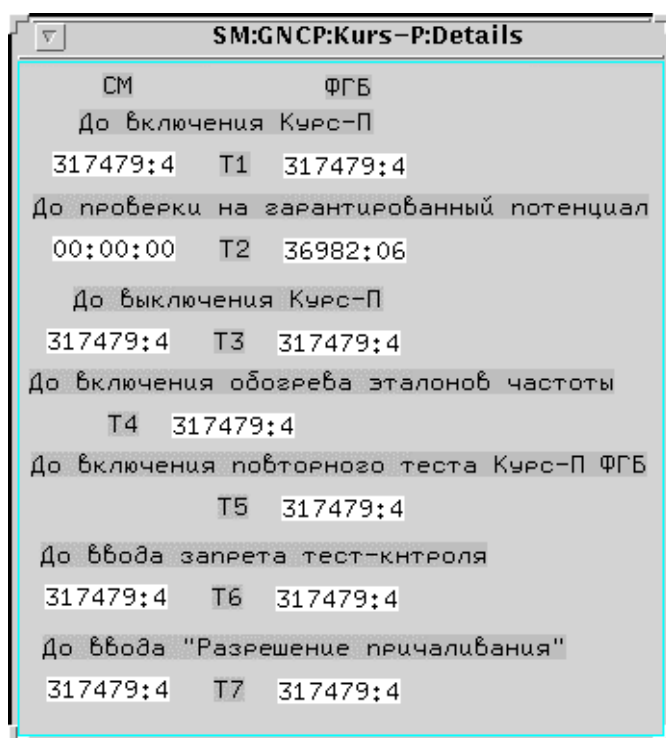 SM:GNCP:Kurs-P:Details
СМ ФГБ
До включения Курс-П
317479:4 T1 317479:4
До проверки на гарантированный потенциал
00:00:00 T2 36982:06
До выключения Курс-П
317479:4 T3 317479:4
До включения обогрева эталонов частоты
T4 317479:4
До включения повторного теста Курс-П ФГБ
T5 317479:4
До ввода запрета тест-кнтроля
317479:4 T6 317479:4
До ввода "Разрешение причаливания"
317479:4 T7 317479:4